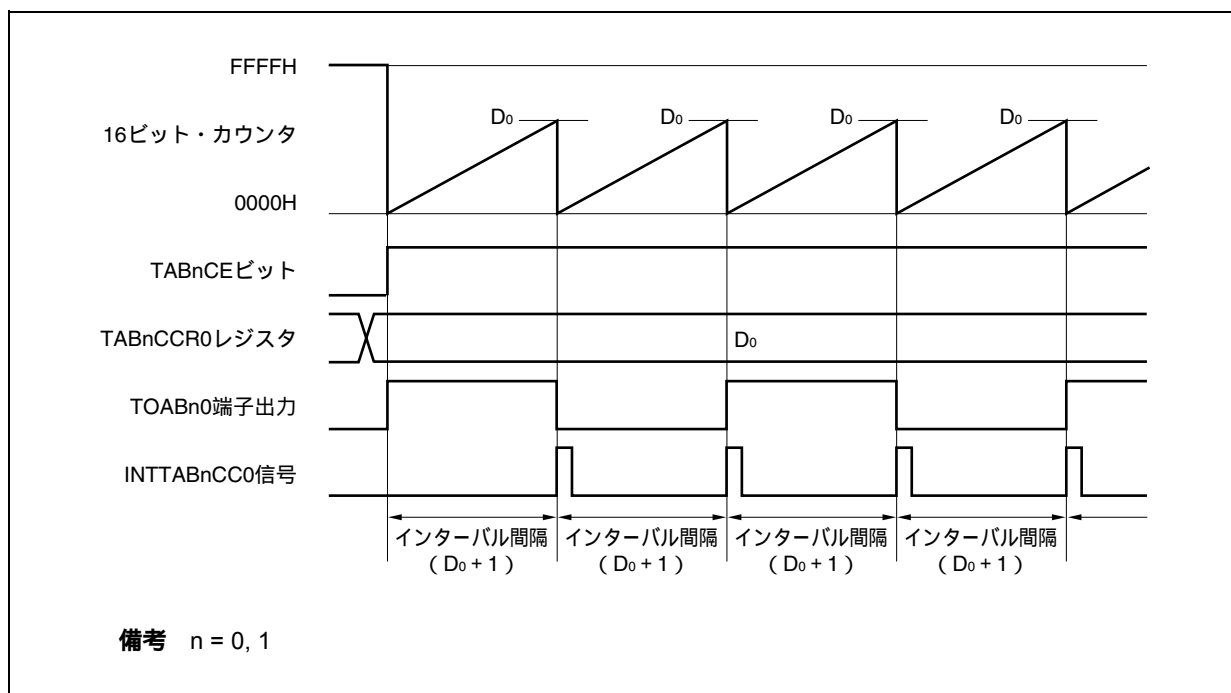 FFFFH
16ビット・カウンタ
D₀ D₀ D₀ D₀
0000H
TABnCEビット
TABnCCR0レジスタ
D₀
TOABn0端子出力
INTTABnCC0信号
インターバル間隔 インターバル間隔 インターバル間隔 インターバル間隔
（D₀ + 1） （D₀ + 1） （D₀ + 1） （D₀ + 1）
備考 n = 0, 1